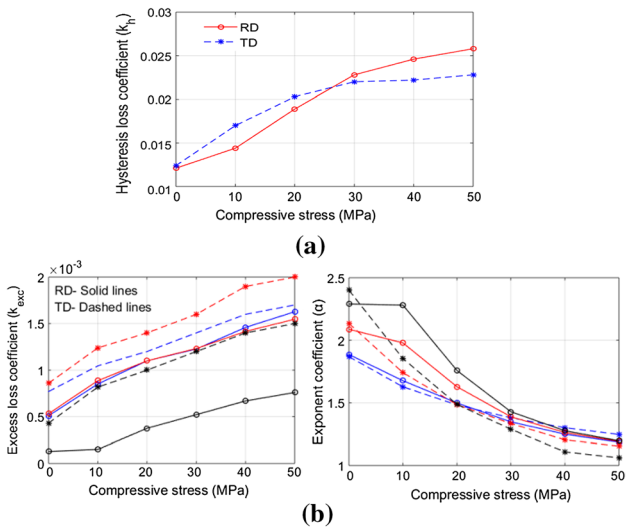 0.03
RD
TD
0.025
0.02
0.015
0.01
Hysteresis loss coefficient (kh)
0 10 20 30 40 50
Compressive stress (MPa)
(a)
×10⁻³
2
RD- Solid lines
TD- Dashed lines
1.5
1
0.5
0
Excess loss coefficient (kexc)
0 10 20 30 40 50
Compressive stress (MPa)
2.5
2
1.5
1
Exponent coefficient (α)
0 10 20 30 40 50
Compressive stress (MPa)
(b)